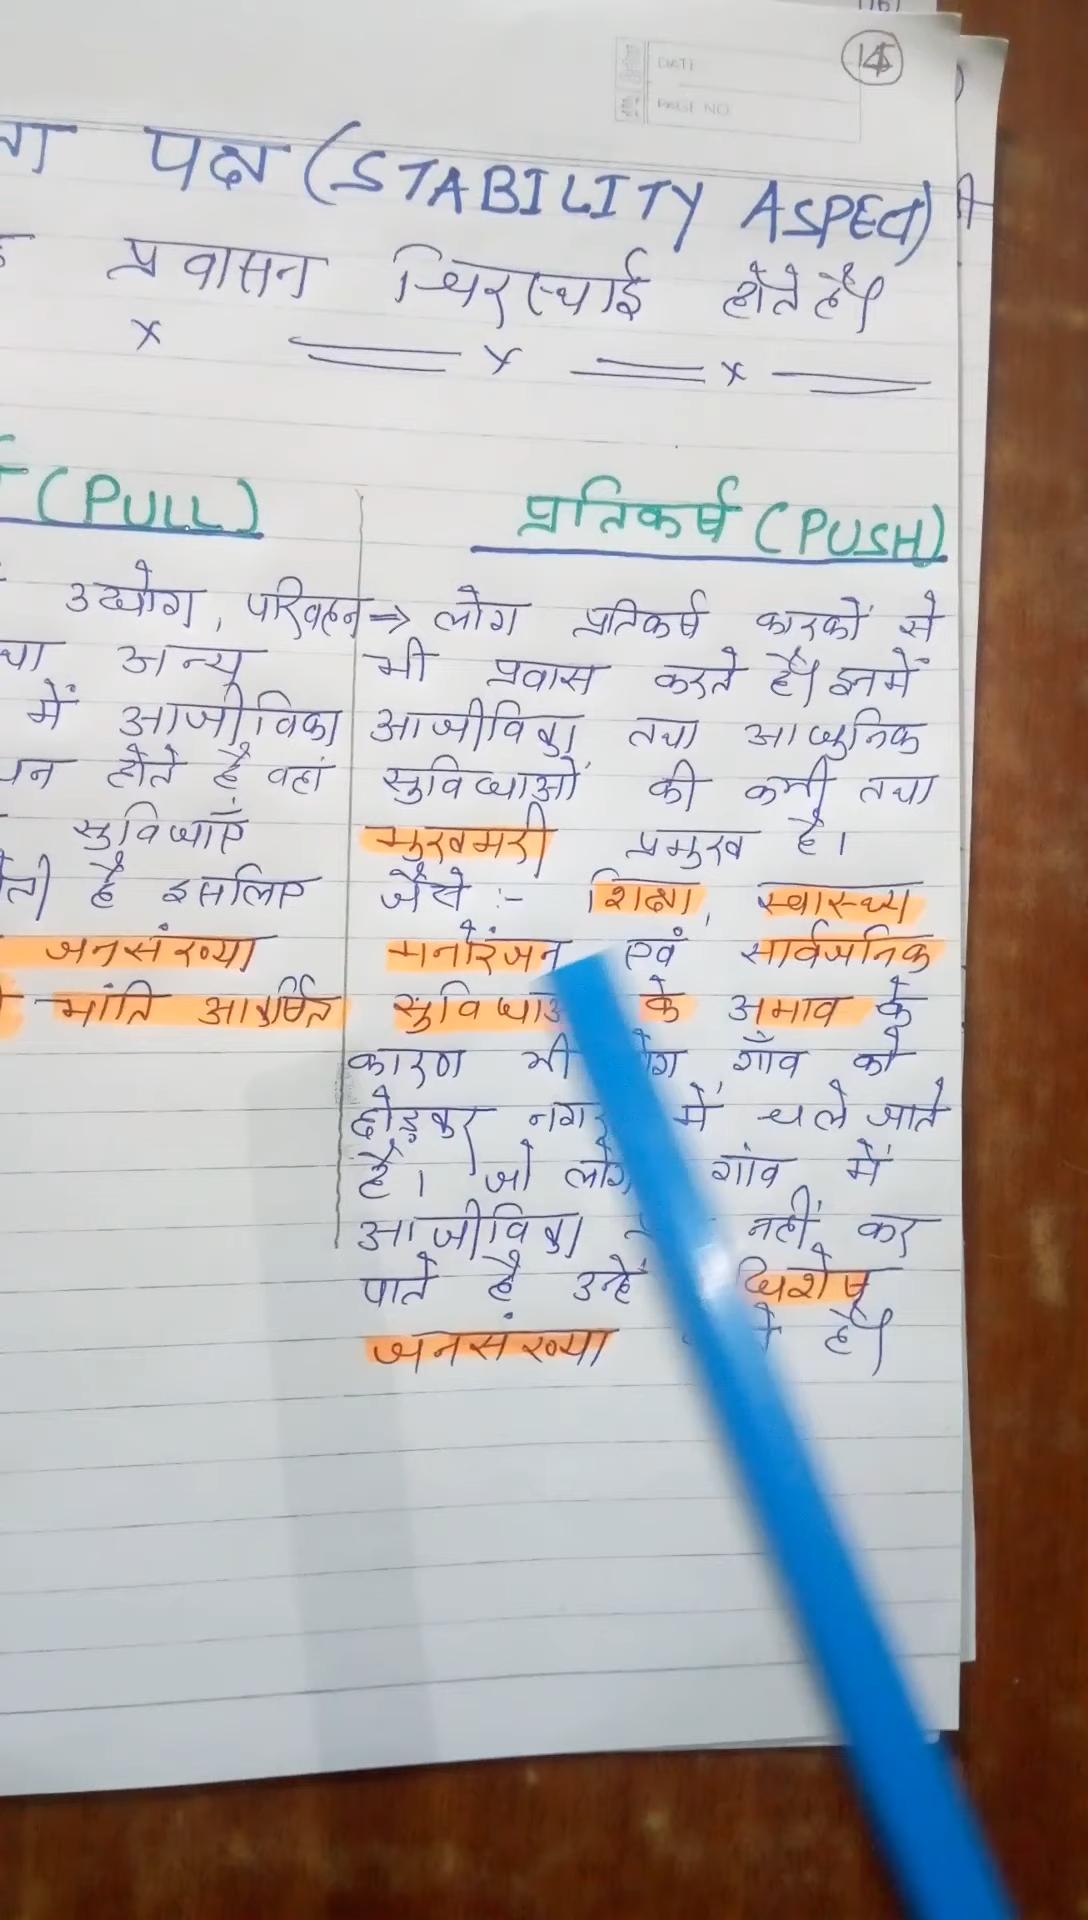 14
DATE
PAGE NO.
पक्ष (STABILITY ASPECT)
प्रवासन चिरस्थाई होते है।
x x x
(PULL)
उद्योग, परिवहन
अन्य
में आजीविका
होते है वहां
सुविधाएँ
है इसलिए
जनसंख्या
भांति आकर्षित
प्रतिकर्ष (PUSH)
⇒ लोग प्रतिकर्ष कारकों से
भी प्रवास करते है। इनमें
आजीविका तथा आधुनिक
सुविधाओं की कमी तथा
भुखमरी प्रमुख है।
जैसे :- शिक्षा, स्वास्थ्य
मनोरंजन एवं सार्वजनिक
के अभाव के
कारण भी गाँव को
छोड़कर में चले जाते
है। जो गांव में
आजीविका नहीं कर
पाते है उन्हें
जनसंख्या है।